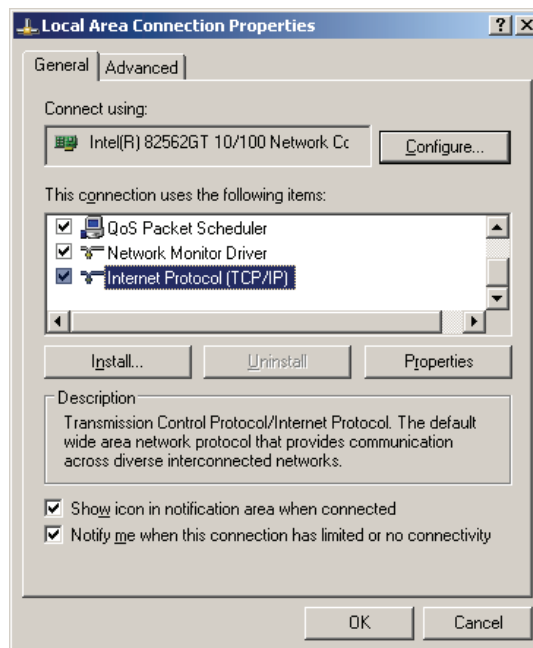 Local Area Connection Properties
General Advanced
Connect using:
Intel(R) 82562GT 10/100 Network Cc
Configure...
This connection uses the following items:
QoS Packet Scheduler
Network Monitor Driver
Internet Protocol (TCP/IP)
Install... Uninstall Properties
Description
Transmission Control Protocol/Internet Protocol. The default
wide area network protocol that provides communication
across diverse interconnected networks.
Show icon in notification area when connected
Notify me when this connection has limited or no connectivity
OK Cancel